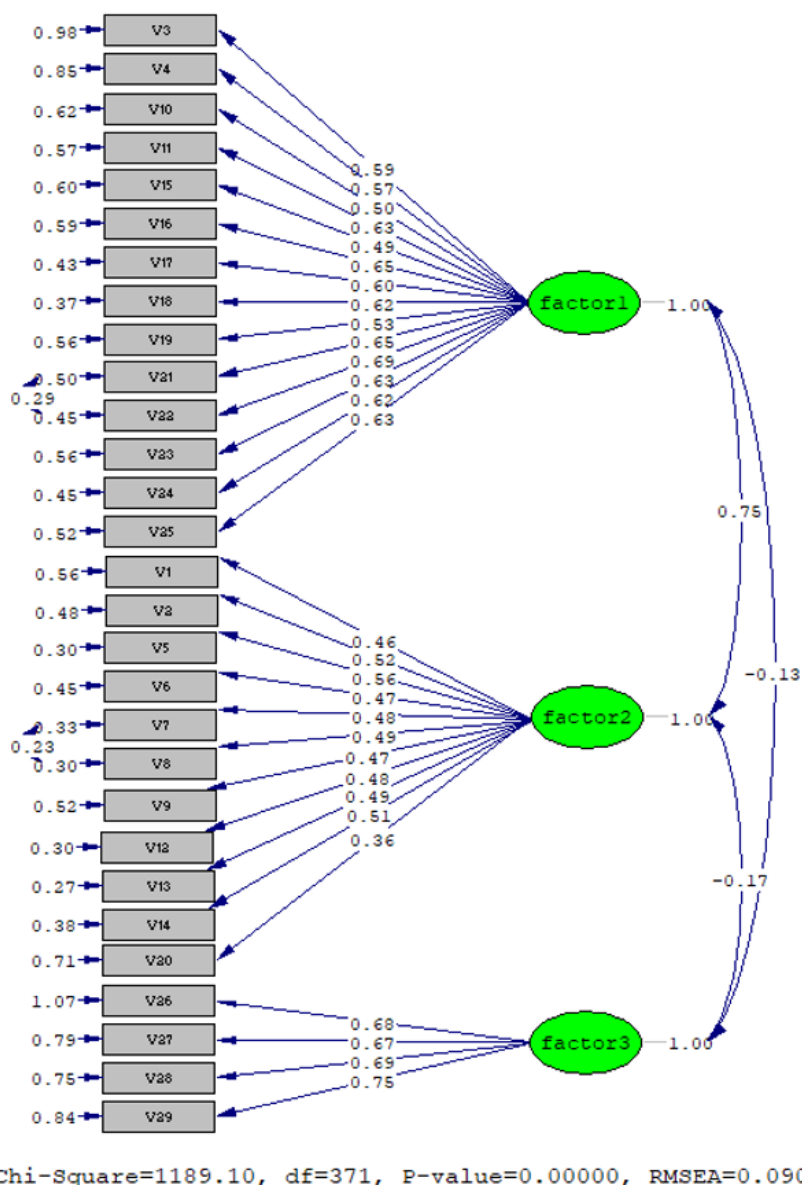 0.98 V3
0.85 V4
0.62 V10
0.57 V11
0.60 V15
0.59 V16
0.43 V17
0.37 V18
0.56 V19
0.50 V21
0.29
0.45 V22
0.56 V23
0.45 V24
0.52 V25
0.59
0.57
0.50
0.63
0.49
0.65
0.60
0.62
0.53
0.65
0.69
0.63
0.62
0.63
factor1 1.00
0.75
-0.13
0.56 V1
0.48 V2
0.30 V5
0.45 V6
0.33 V7
0.23
0.30 V8
0.52 V9
0.30 V12
0.27 V13
0.38 V14
0.71 V20
0.46
0.52
0.56
0.47
0.48
0.49
0.47
0.48
0.49
0.51
0.36
factor2 1.00
-0.17
1.07 V26
0.79 V27
0.75 V28
0.84 V29
0.68
0.67
0.69
0.75
factor3 1.00
Chi-Square=1189.10, df=371, P-value=0.00000, RMSEA=0.090